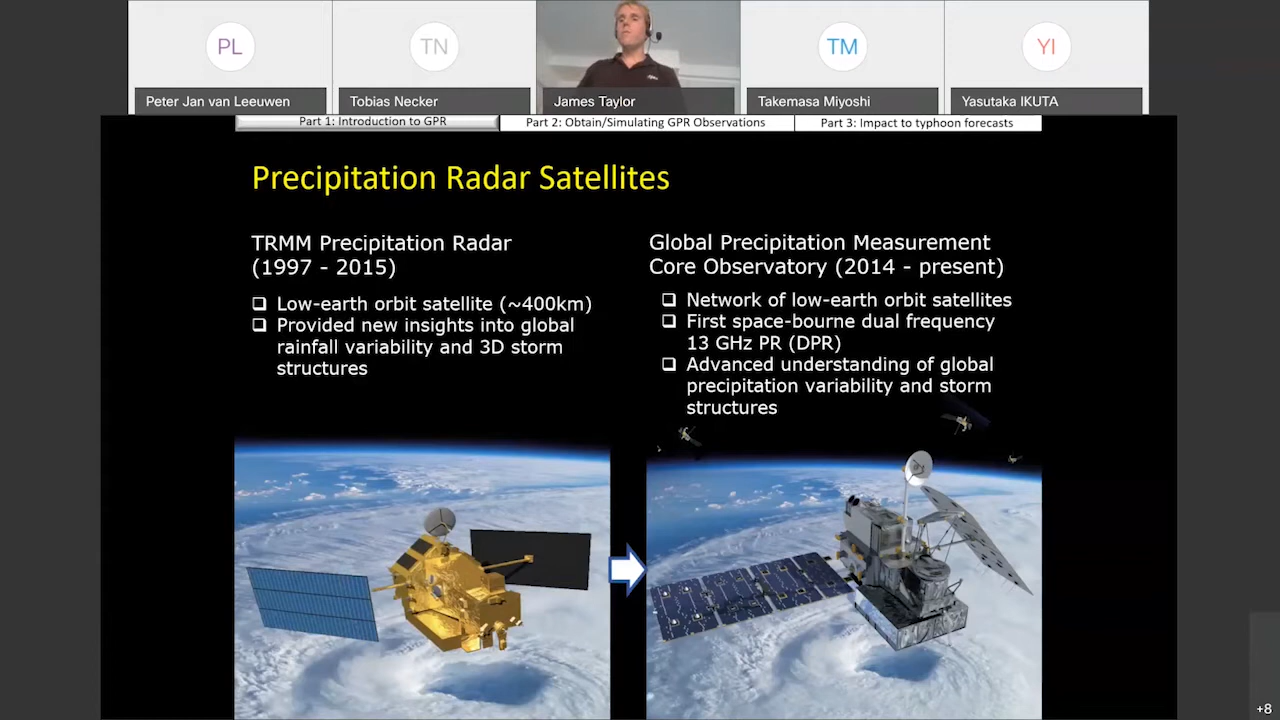 PL
TN
TM
YI
Peter Jan van Leeuwen
Tobias Necker
James Taylor
Takemasa Miyoshi
Yasutaka IKUTA
Part 1: Introduction to GPR
Part 2: Obtain/Simulating GPR Observations
Part 3: Impact to typhoon forecasts
Precipitation Radar Satellites
TRMM Precipitation Radar
(1997 - 2015)
Low-earth orbit satellite (~400km)
Provided new insights into global
rainfall variability and 3D storm
structures
Global Precipitation Measurement
Core Observatory (2014 - present)
Network of low-earth orbit satellites
First space-bourne dual frequency
13 GHz PR (DPR)
Advanced understanding of global
precipitation variability and storm
structures
+8